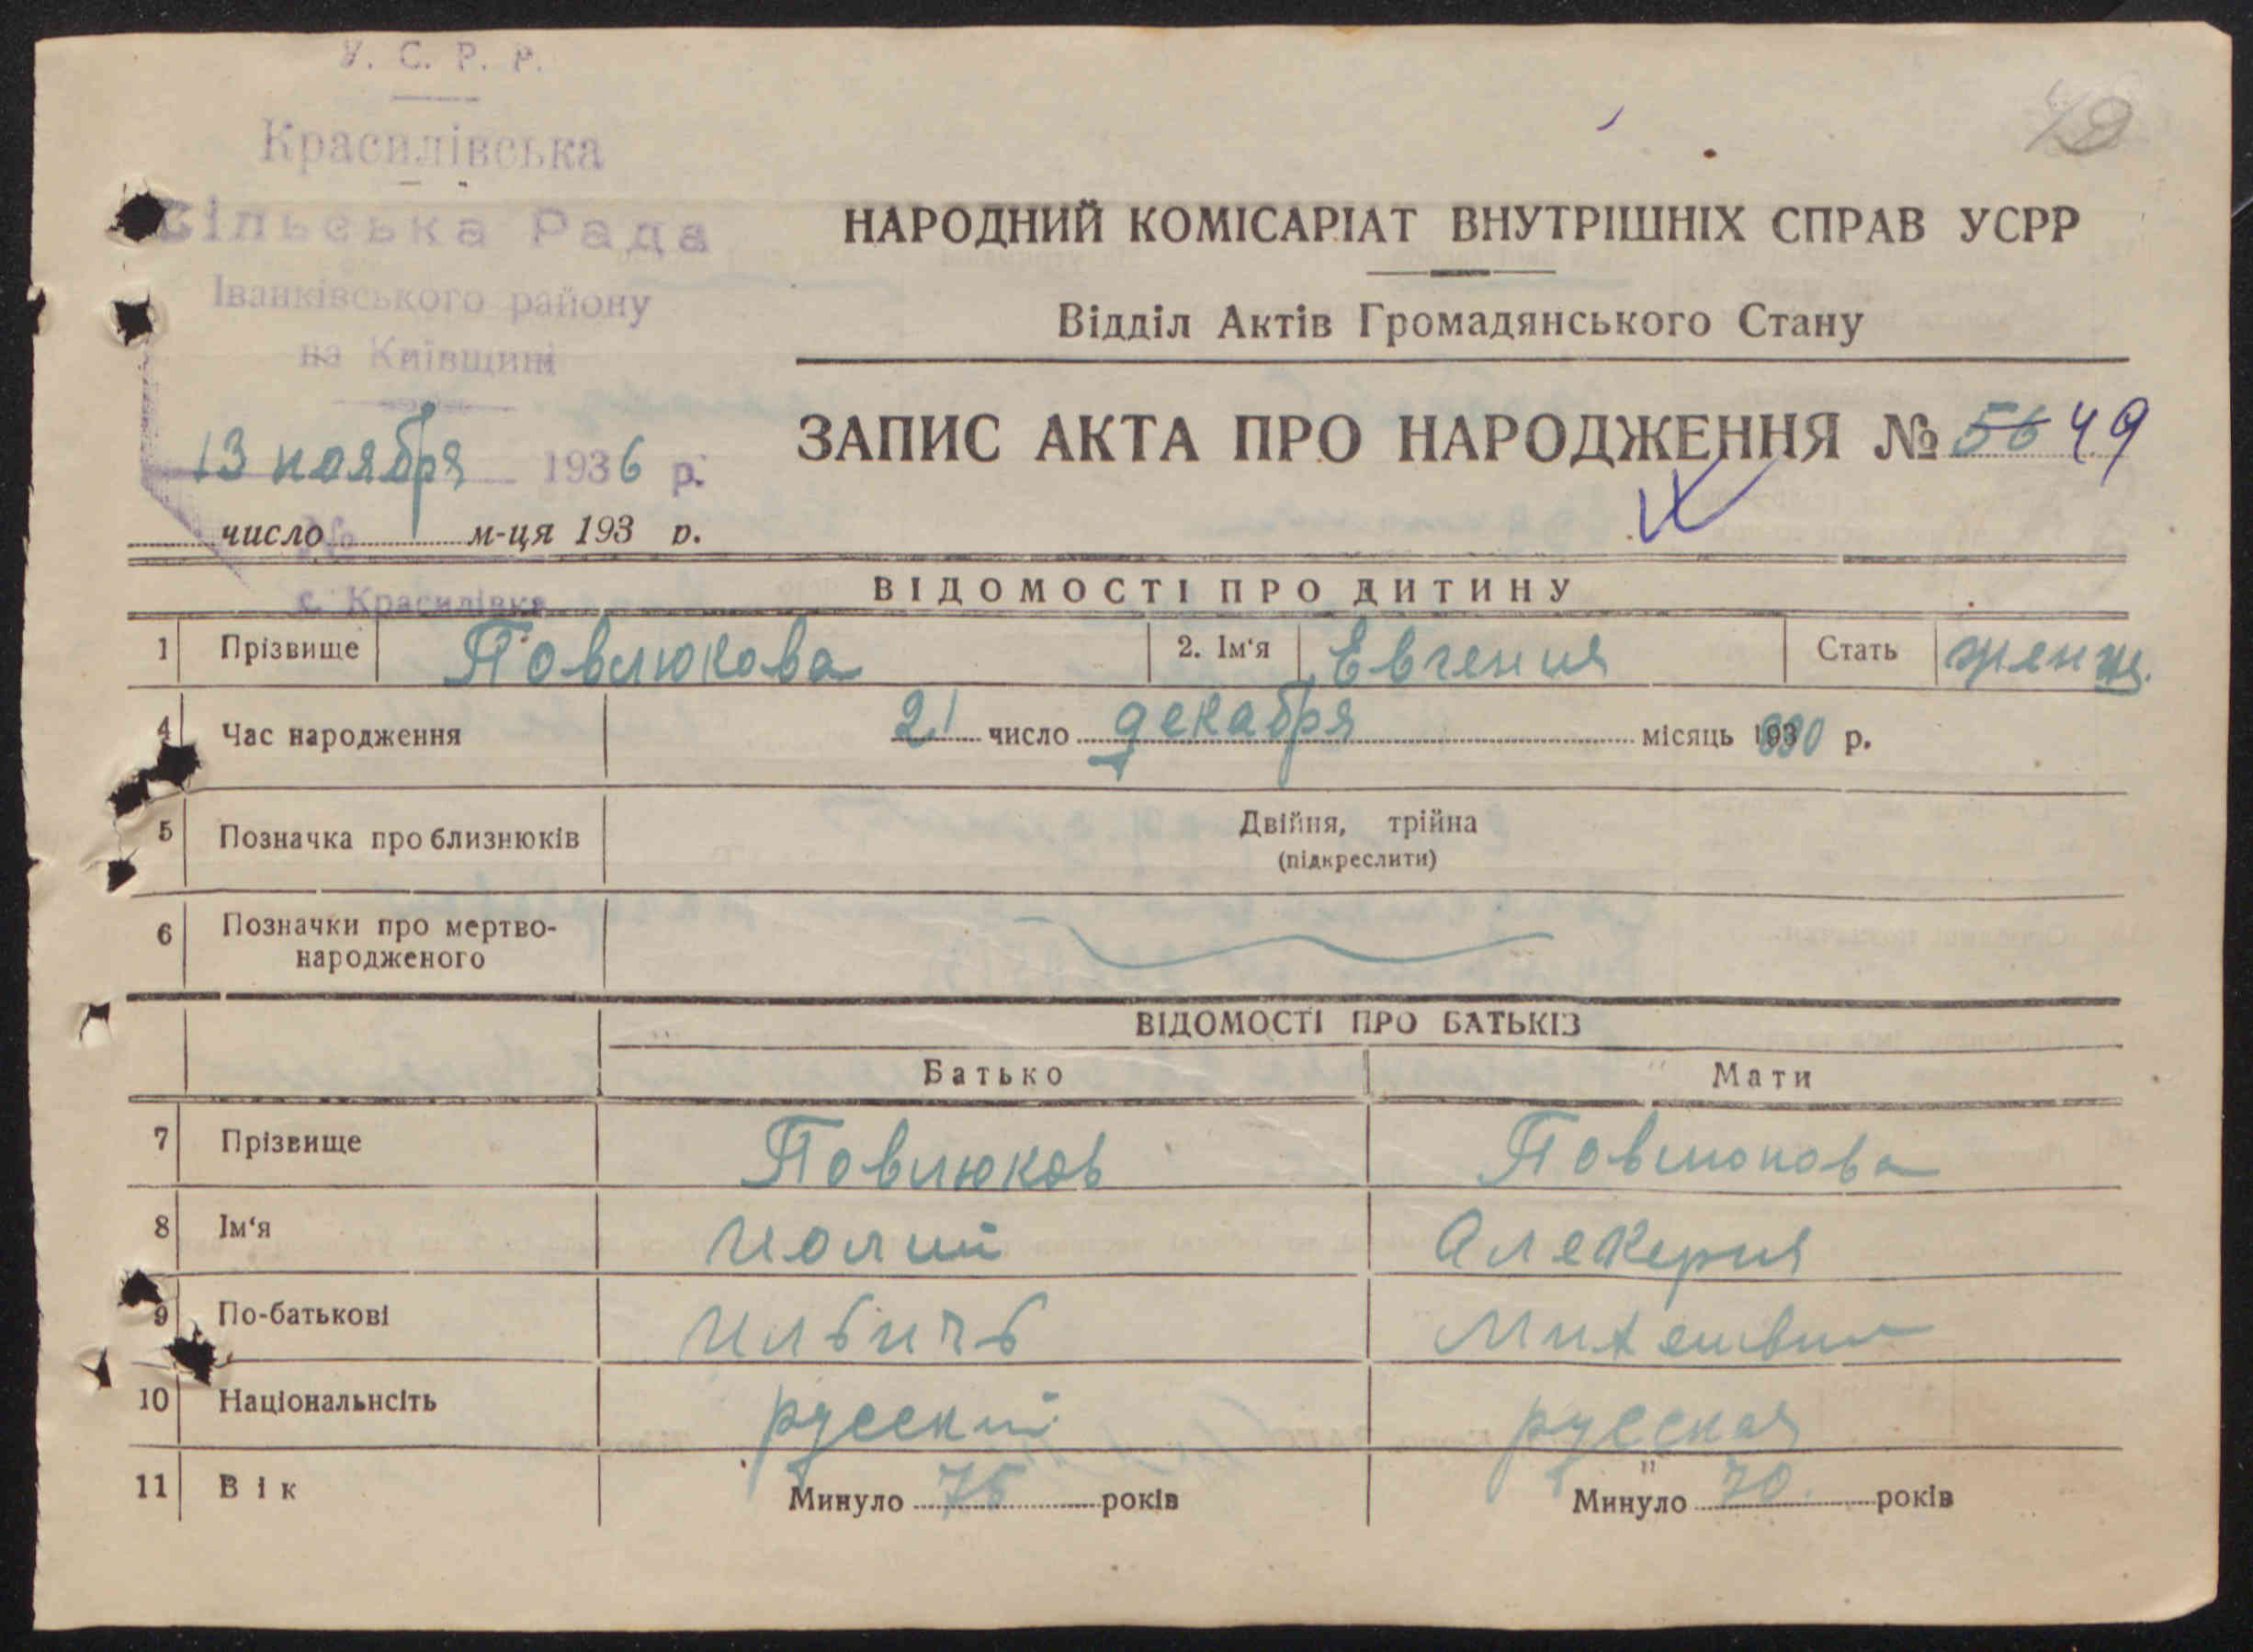 У. С. Р. Р.
Красилівська
Сільська Рада
Іванківського району
на Київщині
13 ноября 1936 р.
НАРОДНИЙ КОМІСАРІАТ ВНУТРІШНІХ СПРАВ УСРР
Відділ Актів Громадянського Стану
ЗАПИС АКТА ПРО НАРОДЖЕННЯ № 56 49
число м-ця 193 р.
№
с. Красилівка
ВІДОМОСТІ ПРО ДИТИНУ
1 Прізвище Повлюкова 2. Ім'я Евгения Стать женщ.
4 Час народження 21 число декабря місяць р.
5 Позначка про близнюків Двійня, трійна
(підкреслити)
6 Позначки про мертво-
народженого
ВІДОМОСТІ ПРО БАТЬКІВ
Батько Мати
7 Прізвище Повлюков Повлюкова
8 Ім'я
9 По-батькові Ильичь
10 Національнсіть русский русская
11 Вік Минуло 75 років Минуло 70 років